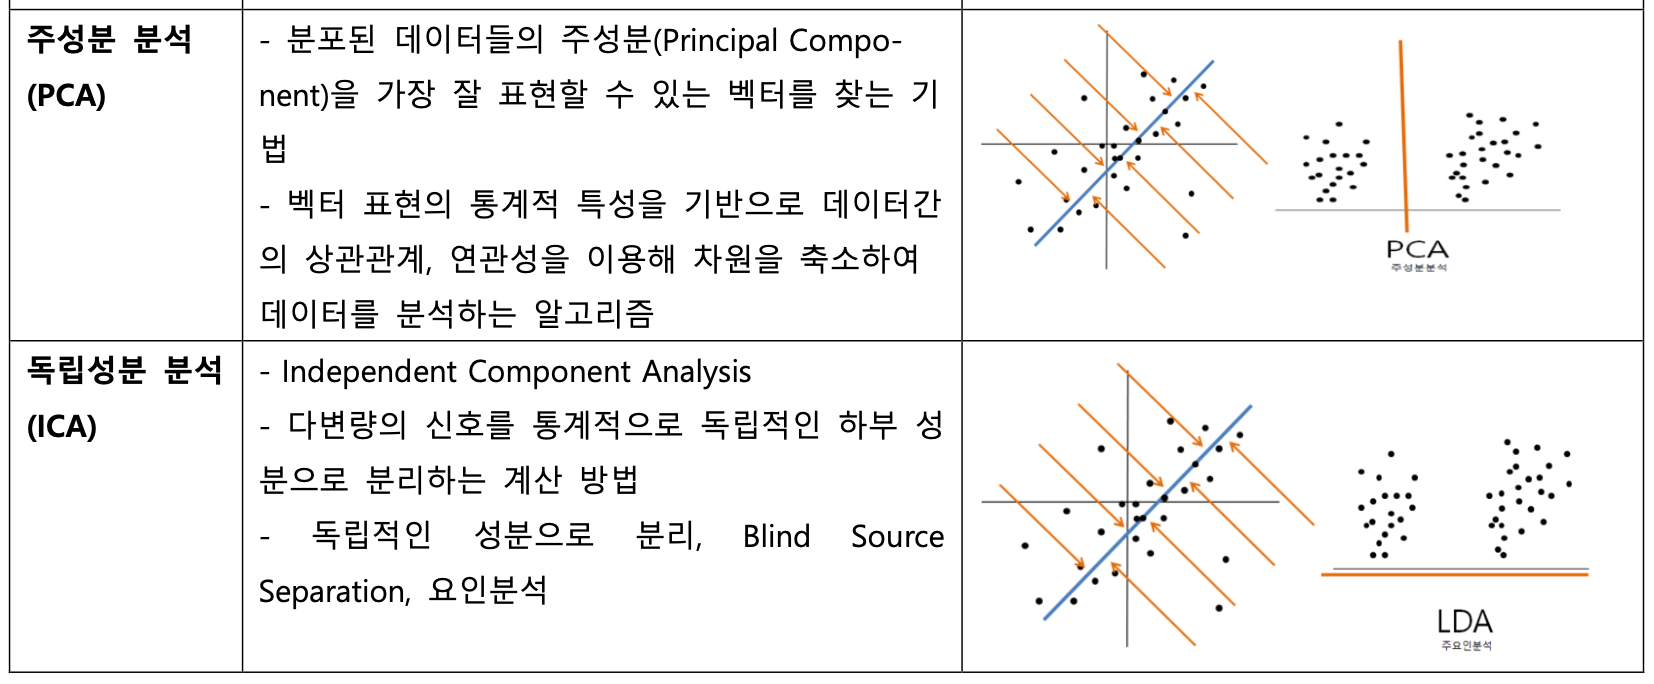 주성분 분석
(PCA)
- 분포된 데이터들의 주성분(Principal Compo-
nent)을 가장 잘 표현할 수 있는 벡터를 찾는 기
법
- 벡터 표현의 통계적 특성을 기반으로 데이터간
의 상관관계, 연관성을 이용해 차원을 축소하여
데이터를 분석하는 알고리즘
PCA
주성분분석
독립성분 분석
(ICA)
- Independent Component Analysis
- 다변량의 신호를 통계적으로 독립적인 하부 성
분으로 분리하는 계산 방법
- 독립적인 성분으로 분리, Blind Source
Separation, 요인분석
LDA
주요인분석